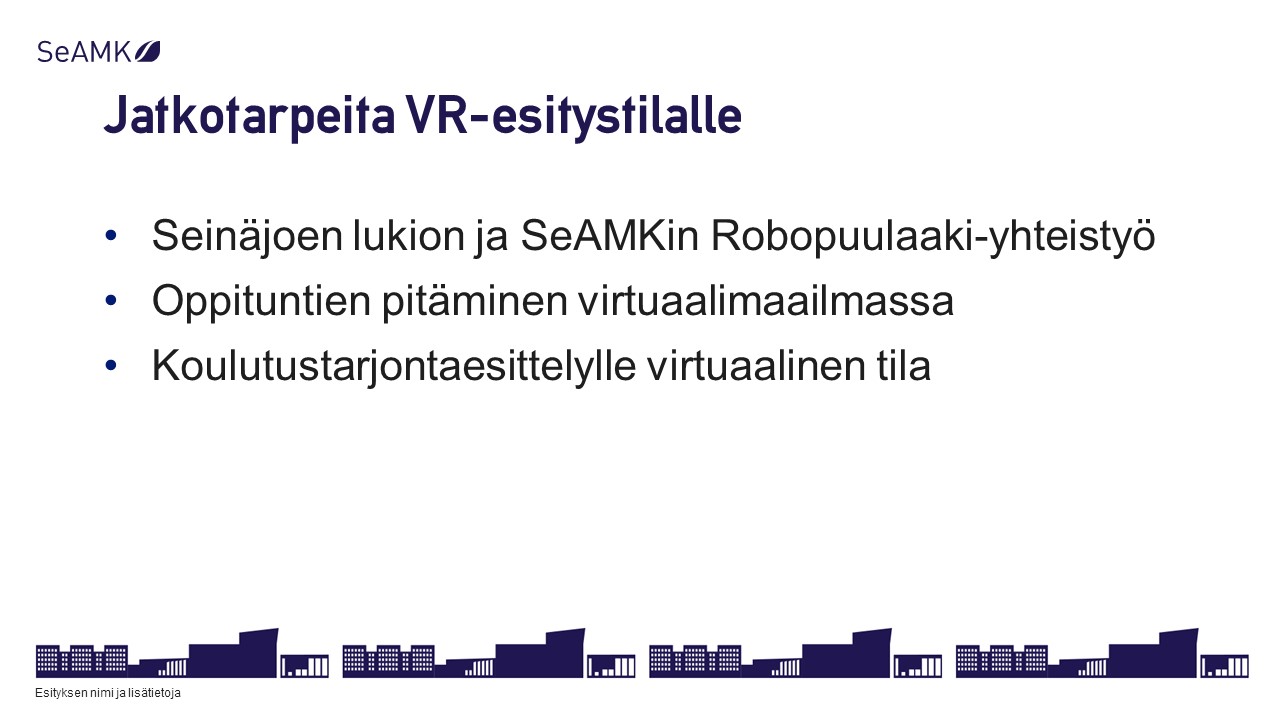 SeAMK
Jatkotarpeita VR-esitystilalle
• Seinäjoen lukion ja SeAMKin Robopuulaaki-yhteistyö
• Oppituntien pitäminen virtuaalimaailmassa
• Koulutustarjontaesittelylle virtuaalinen tila
Esityksen nimi ja lisätietoja